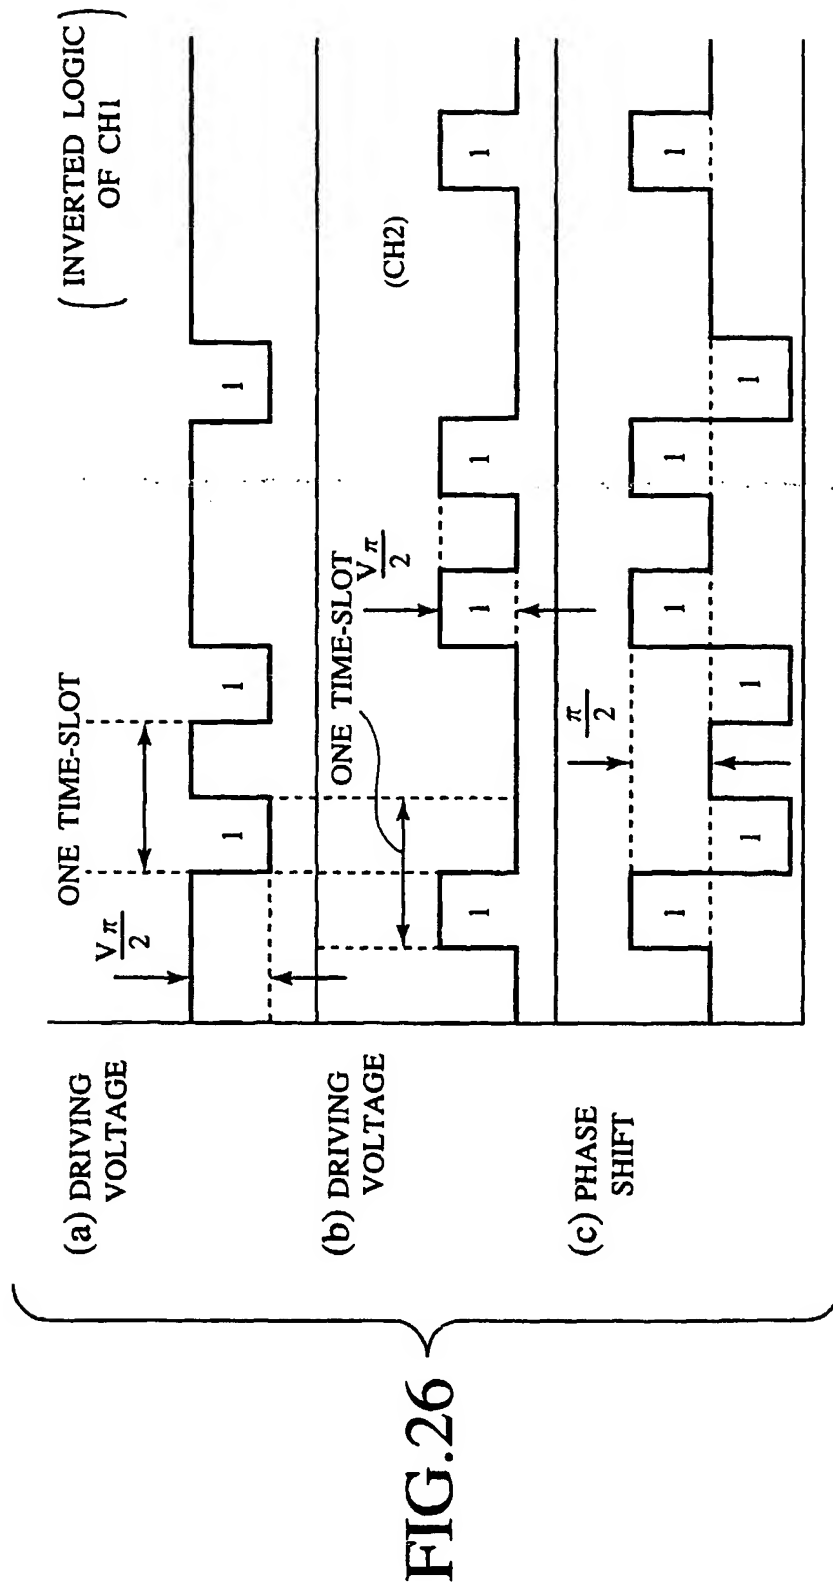 FIG.26
(a) DRIVING
VOLTAGE
Vπ
2
ONE TIME-SLOT
1
1
1
(INVERTED LOGIC
OF CH1)
(b) DRIVING
VOLTAGE
ONE TIME-SLOT
Vπ
2
(CH2)
1
1
1
1
(c) PHASE
SHIFT
π
2
1
1
1
1
1
1
1